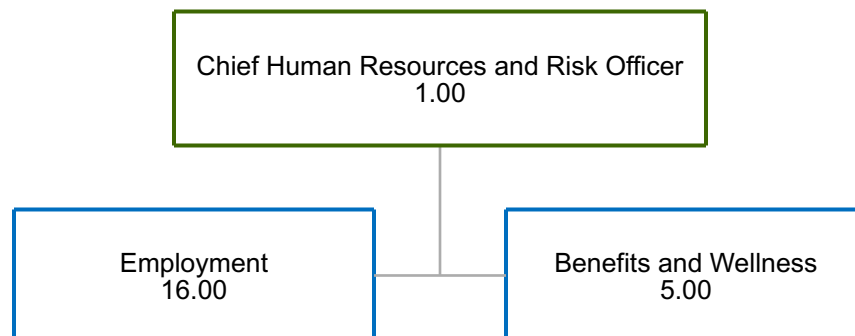 Chief Human Resources and Risk Officer
1.00
Employment
16.00
Benefits and Wellness
5.00